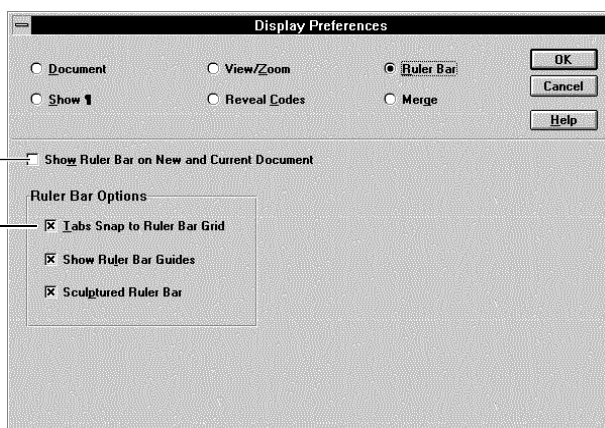 Display Preferences
Document View/Zoom Ruler Bar OK
Show ¶ Reveal Codes Merge Cancel
Help
Show Ruler Bar on New and Current Document
Ruler Bar Options
Tabs Snap to Ruler Bar Grid
Show Ruler Bar Guides
Sculptured Ruler Bar